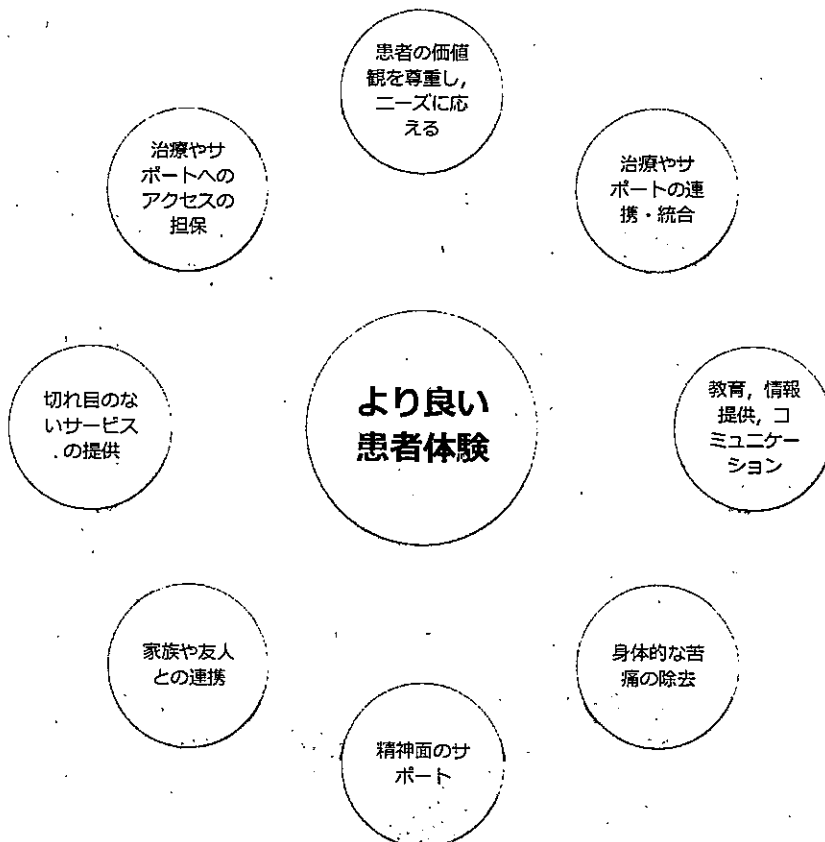 患者の価値
観を尊重し,
ニーズに応
える
治療やサ
ポートの連
携・統合
教育, 情報
提供, コ
ミュニケー
ション
身体的な苦
痛の除去
精神面のサ
ポート
家族や友人
との連携
切れ目のな
いサービス
の提供
治療やサ
ポートへの
アクセスの
担保
より良い
患者体験